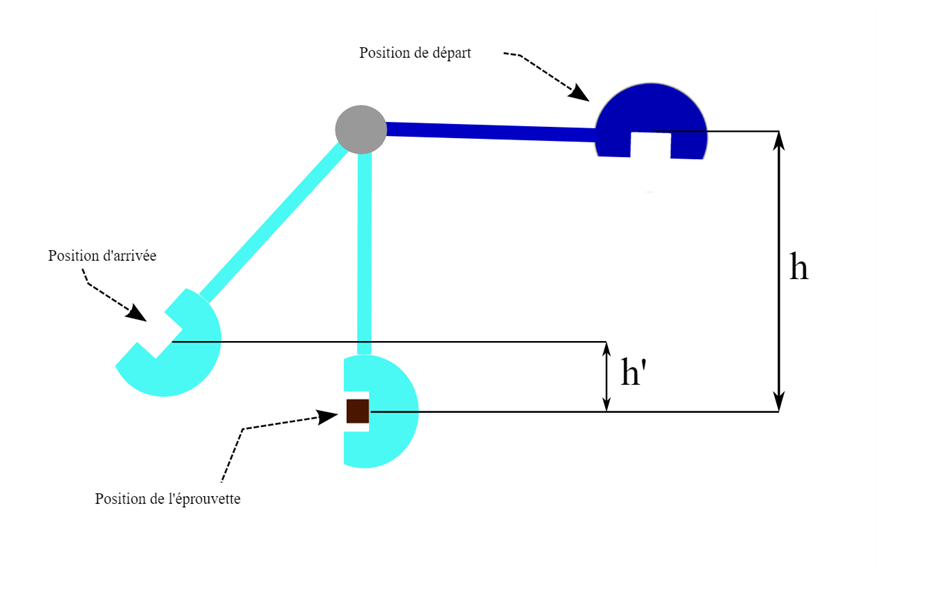 Position de départ
Position d'arrivée
h
h'
Position de l'éprouvette